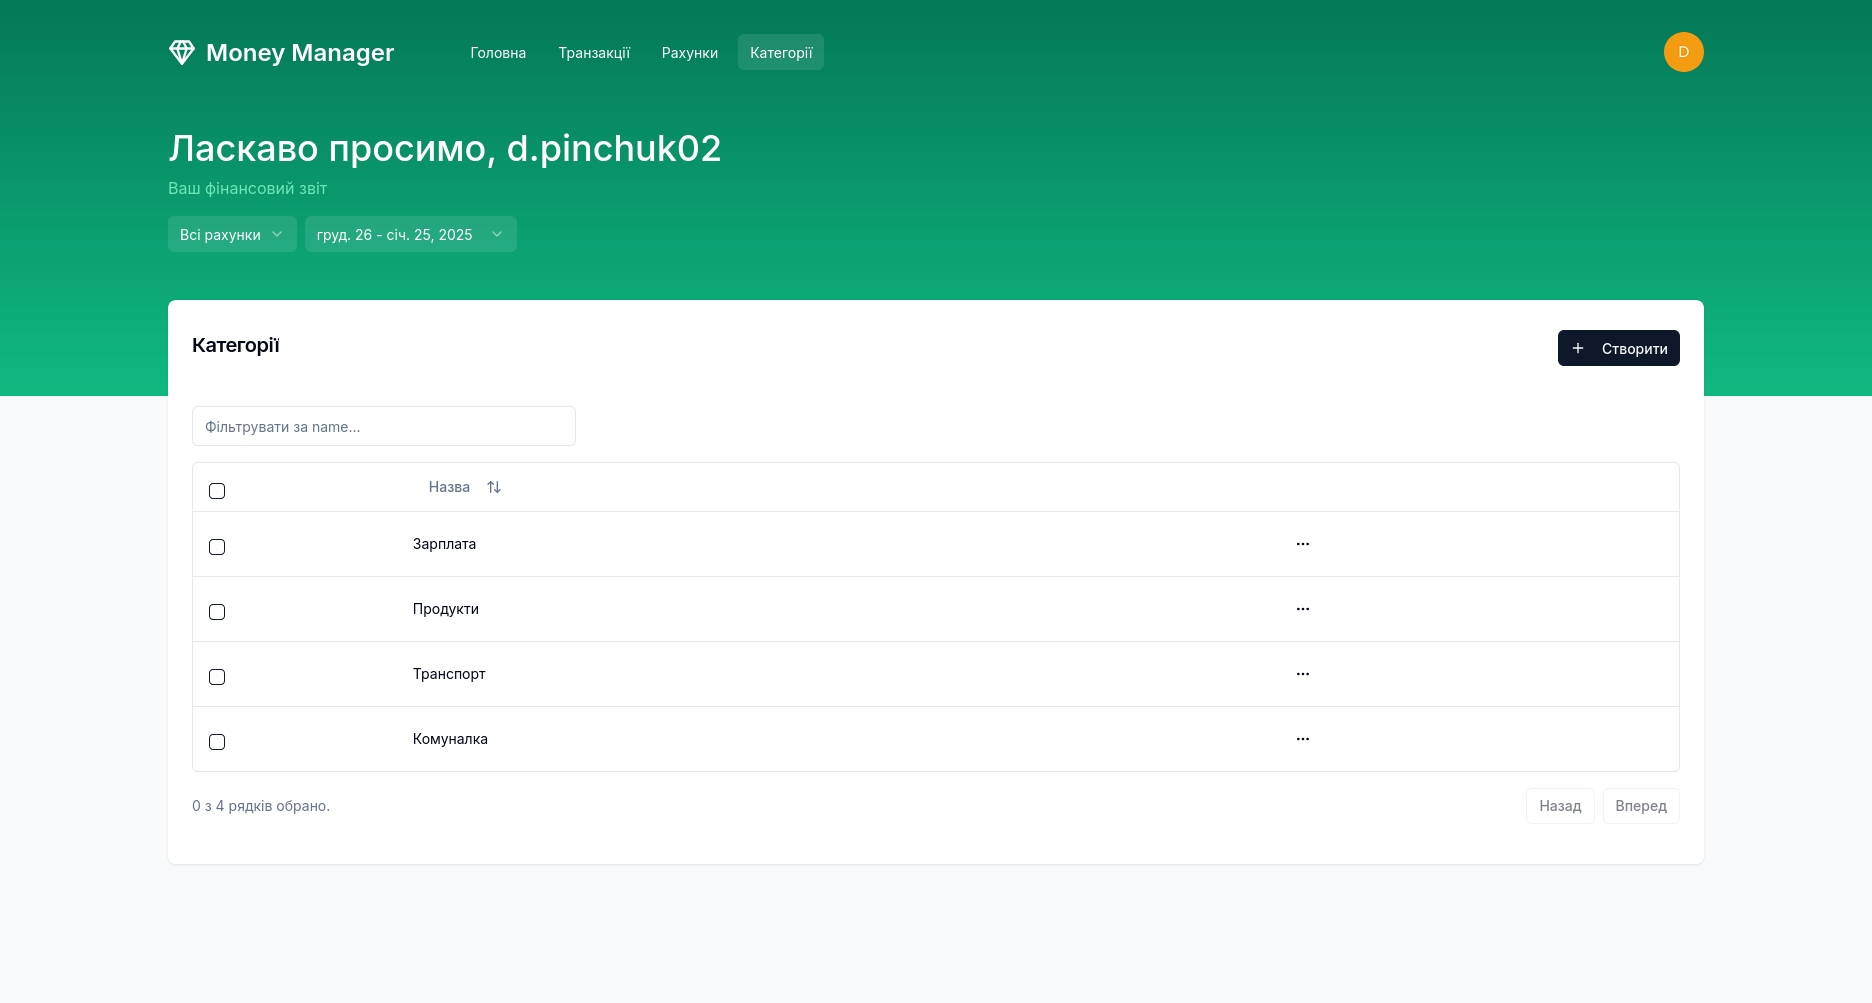 Money Manager
Головна
Транзакції
Рахунки
Категорії
D
Ласкаво просимо, d.pinchuk02
Ваш фінансовий звіт
Всі рахунки
груд. 26 - січ. 25, 2025
Категорії
Створити
Фільтрувати за name...
Назва
Зарплата
Продукти
Транспорт
Комуналка
0 з 4 рядків обрано.
Назад
Вперед